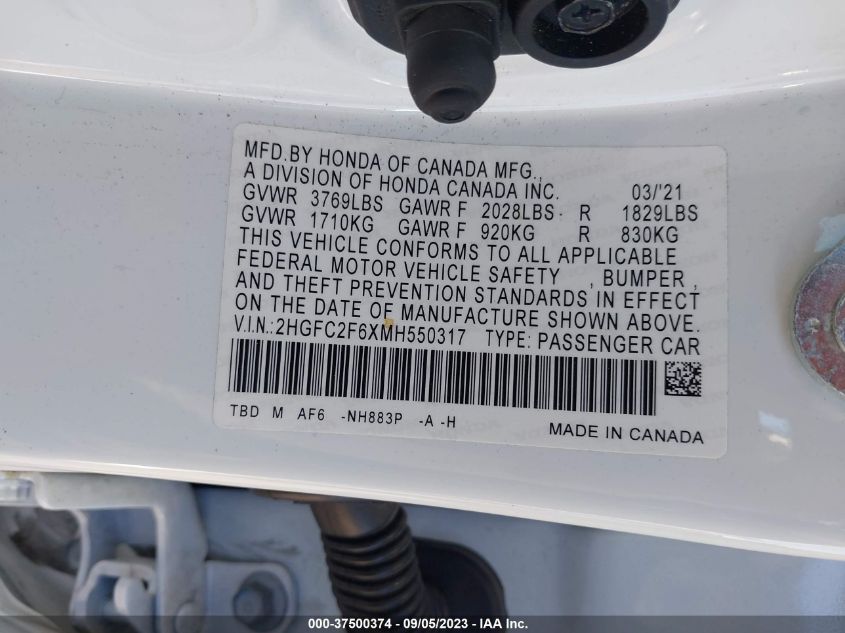 MFD.BY HONDA OF CANADA MFG.,
A DIVISION OF HONDA CANADA INC. 03/'21
GVWR 3769LBS GAWR F 2028LBS R 1829LBS
GVWR 1710KG GAWR F 920KG R 830KG
THIS VEHICLE CONFORMS TO ALL APPLICABLE
FEDERAL MOTOR VEHICLE SAFETY , BUMPER ,
AND THEFT PREVENTION STANDARDS IN EFFECT
ON THE DATE OF MANUFACTURE SHOWN ABOVE.
V.I.N.: 2HGFC2F6XMH550317 TYPE: PASSENGER CAR
TBD M AF6 -NH883P -A -H
MADE IN CANADA
000-37500374 - 09/05/2023 - © IAA Inc.